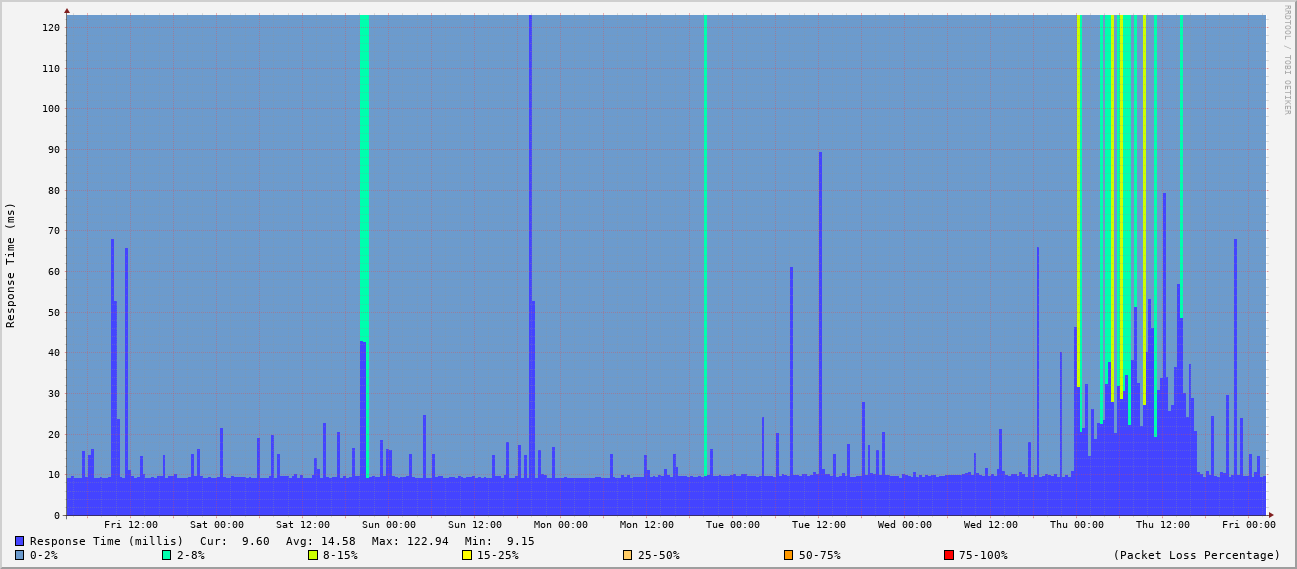 RRDTOOL / TOBI OETIKER
Response Time (ms)
120
110
100
90
80
70
60
50
40
30
20
10
0
Fri 12:00 Sat 00:00 Sat 12:00 Sun 00:00 Sun 12:00 Mon 00:00 Mon 12:00 Tue 00:00 Tue 12:00 Wed 00:00 Wed 12:00 Thu 00:00 Thu 12:00 Fri 00:00
Response Time (millis) Cur: 9.60 Avg: 14.58 Max: 122.94 Min: 9.15
0-2% 2-8% 8-15% 15-25% 25-50% 50-75% 75-100% (Packet Loss Percentage)